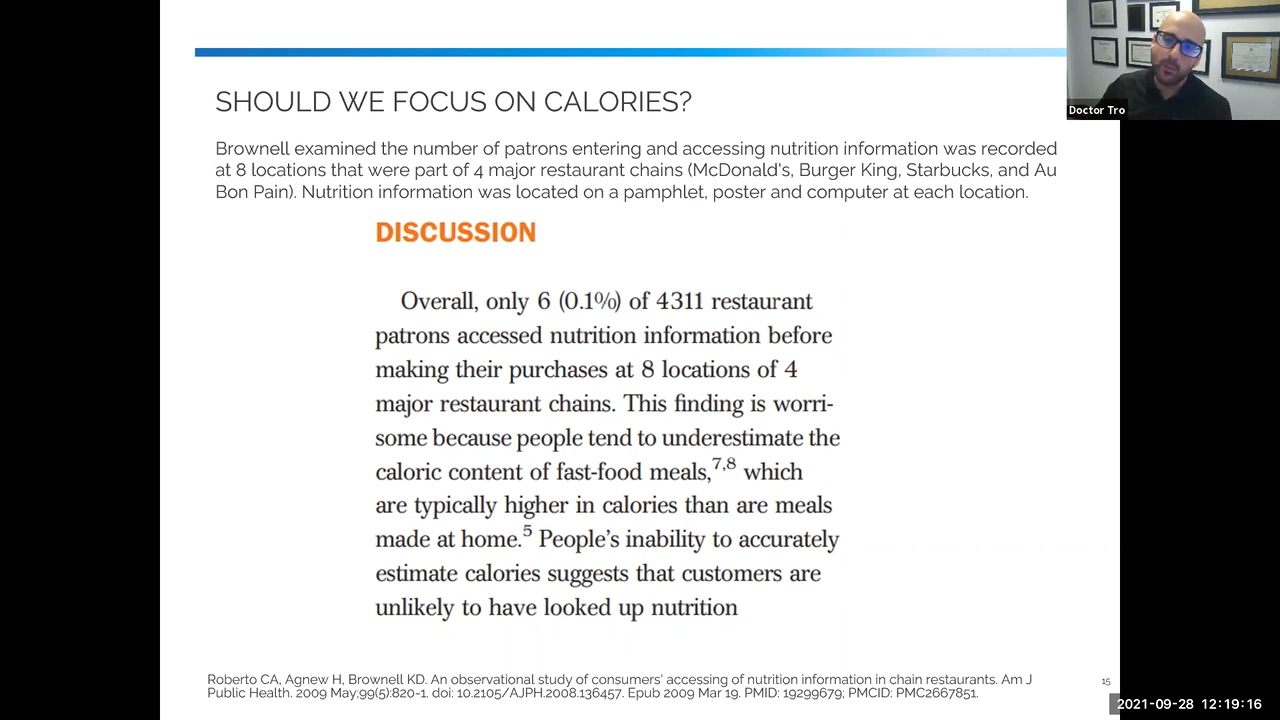 SHOULD WE FOCUS ON CALORIES?
Doctor Tro
Brownell examined the number of patrons entering and accessing nutrition information was recorded
at 8 locations that were part of 4 major restaurant chains (McDonald's, Burger King, Starbucks, and Au
Bon Pain). Nutrition information was located on a pamphlet, poster and computer at each location.
DISCUSSION
Overall, only 6 (0.1%) of 4311 restaurant
patrons accessed nutrition information before
making their purchases at 8 locations of 4
major restaurant chains. This finding is worri-
some because people tend to underestimate the
caloric content of fast-food meals,7,8 which
are typically higher in calories than are meals
made at home.5 People's inability to accurately
estimate calories suggests that customers are
unlikely to have looked up nutrition
Roberto CA, Agnew H, Brownell KD. An observational study of consumers' accessing of nutrition information in chain restaurants. Am J
Public Health. 2009 May;99(5):820-1. doi: 10.2105/AJPH.2008.136457. Epub 2009 Mar 19. PMID: 19299679; PMCID: PMC2667851.
15
2021-09-28 12:19:16